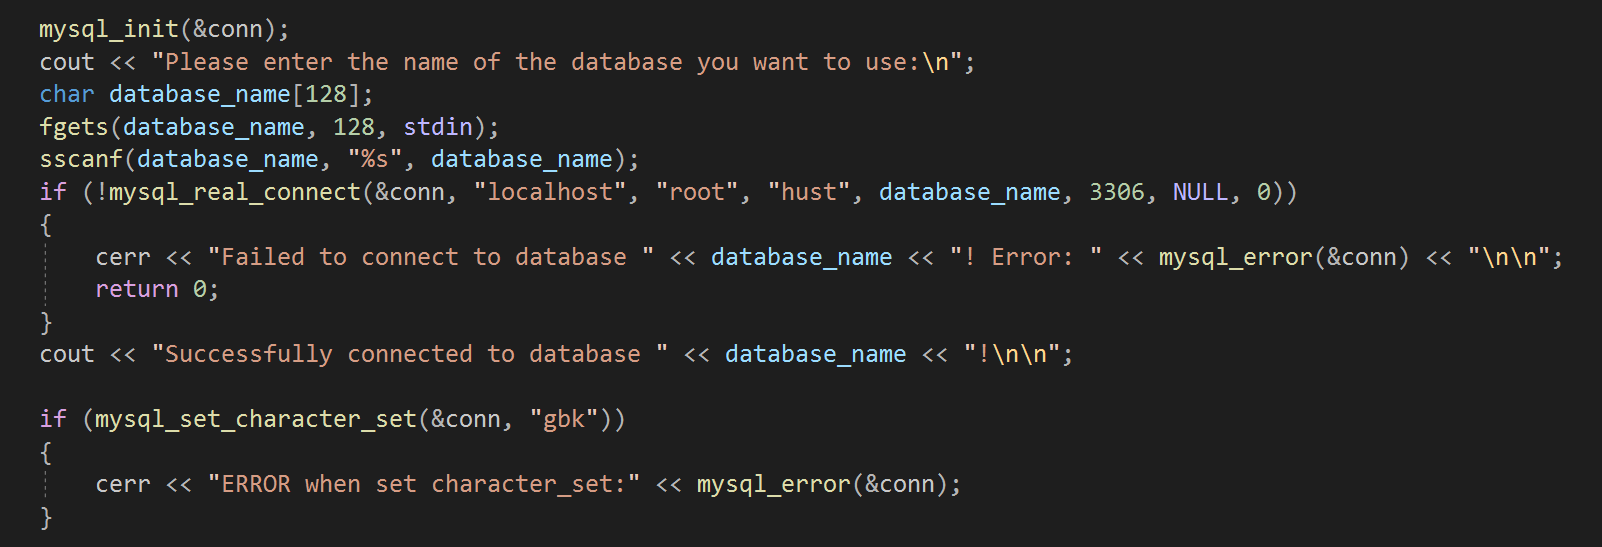 mysql_init(&conn);
cout << "Please enter the name of the database you want to use:\n";
char database_name[128];
fgets(database_name, 128, stdin);
sscanf(database_name, "%s", database_name);
if (!mysql_real_connect(&conn, "localhost", "root", "hust", database_name, 3306, NULL, 0))
{
    cerr << "Failed to connect to database " << database_name << "! Error: " << mysql_error(&conn) << "\n\n";
    return 0;
}
cout << "Successfully connected to database " << database_name << "!\n\n";

if (mysql_set_character_set(&conn, "gbk"))
{
    cerr << "ERROR when set character_set:" << mysql_error(&conn);
}